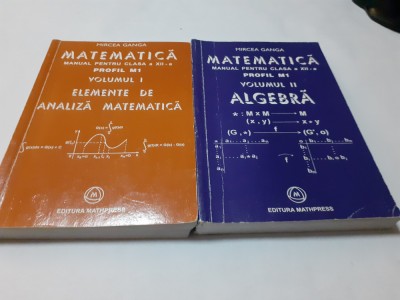 MIRCEA GANGA
MATEMATICĂ
MANUAL PENTRU CLASA a XII-a
PROFIL M1
VOLUMUL I
ELEMENTE DE
ANALIZĂ MATEMATICĂ
EDITURA MATHPRESS
MIRCEA GANGA
MATEMATICĂ
MANUAL PENTRU CLASA a XII-a
PROFIL M1
VOLUMUL II
ALGEBRĂ
* : M x M → M
(x, y) → x * y
(G, ∘) → (G', ∘)
f
EDITURA MATHPRESS